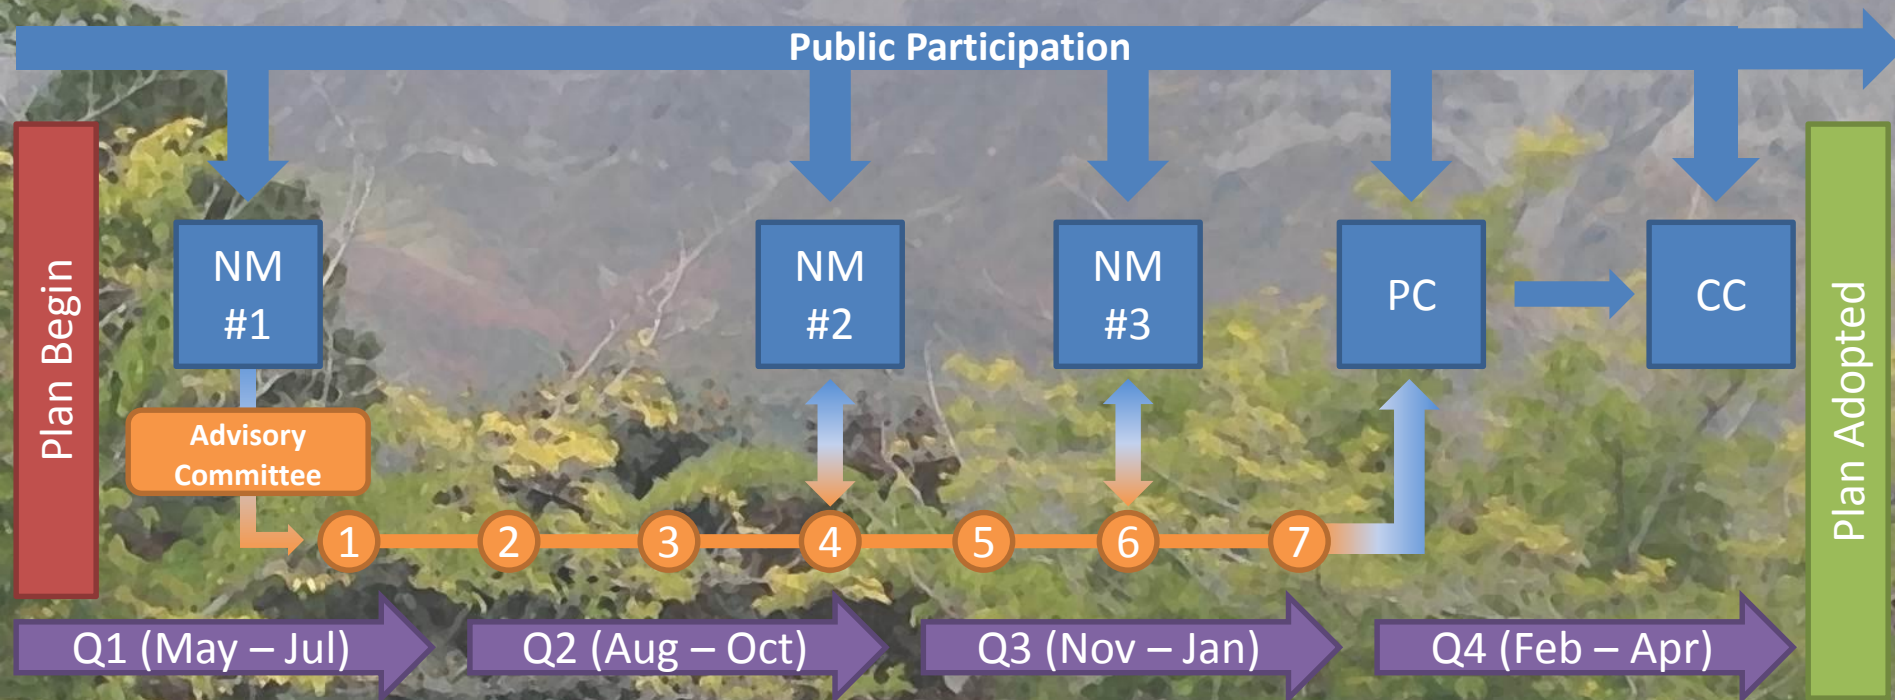 Public Participation
Plan Begin
NM
#1
NM
#2
NM
#3
PC
CC
Plan Adopted
Advisory
Committee
1
2
3
4
5
6
7
Q1 (May – Jul)
Q2 (Aug – Oct)
Q3 (Nov – Jan)
Q4 (Feb – Apr)